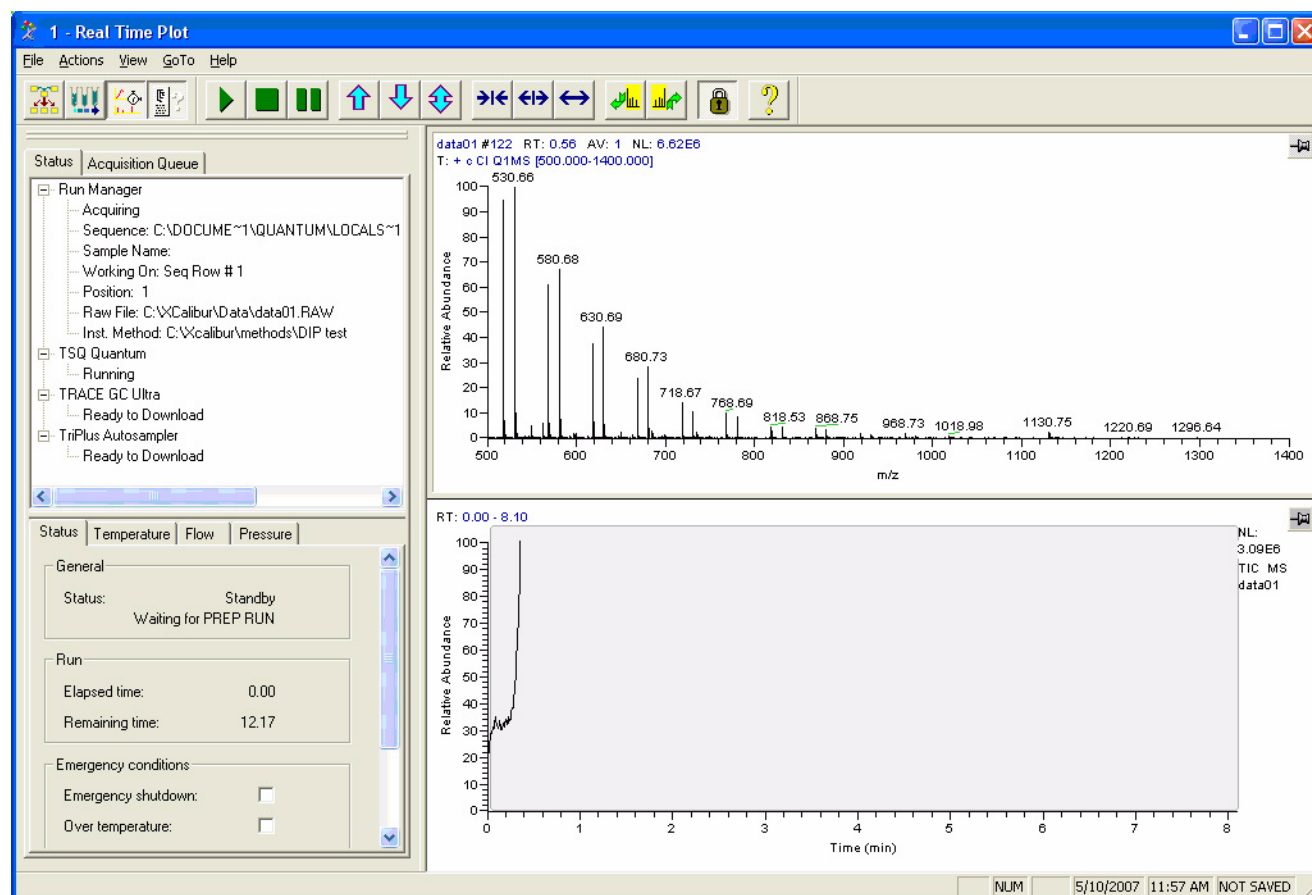 1 - Real Time Plot
File Actions View GoTo Help
Status Acquisition Queue
Run Manager
Acquiring
Sequence: C:\DOCUME~1\QUANTUM\LOCALS~1
Sample Name:
Working On: Seq Row # 1
Position: 1
Raw File: C:\XCalibur\Data\data01.RAW
Inst. Method: C:\Xcalibur\methods\DIP test
TSQ Quantum
Running
TRACE GC Ultra
Ready to Download
TriPlus Autosampler
Ready to Download
Status Temperature Flow Pressure
General
Status: Standby
Waiting for PREP RUN
Run
Elapsed time: 0.00
Remaining time: 12.17
Emergency conditions
Emergency shutdown:
Over temperature:
data01 #122 RT: 0.56 AV: 1 NL: 6.62E6
T: + c CI Q1MS [500.000-1400.000]
Relative Abundance
100
90
80
70
60
50
40
30
20
10
0
530.66
580.68
630.69
680.73
718.67
768.69
818.53
868.75
968.73
1018.98
1130.75
1220.69
1296.64
500 600 700 800 900 1000 1100 1200 1300 1400
m/z
RT: 0.00 - 8.10
NL:
3.09E6
TIC MS
data01
Relative Abundance
100
90
80
70
60
50
40
30
20
10
0
0 1 2 3 4 5 6 7 8
Time (min)
NUM 5/10/2007 11:57 AM NOT SAVED